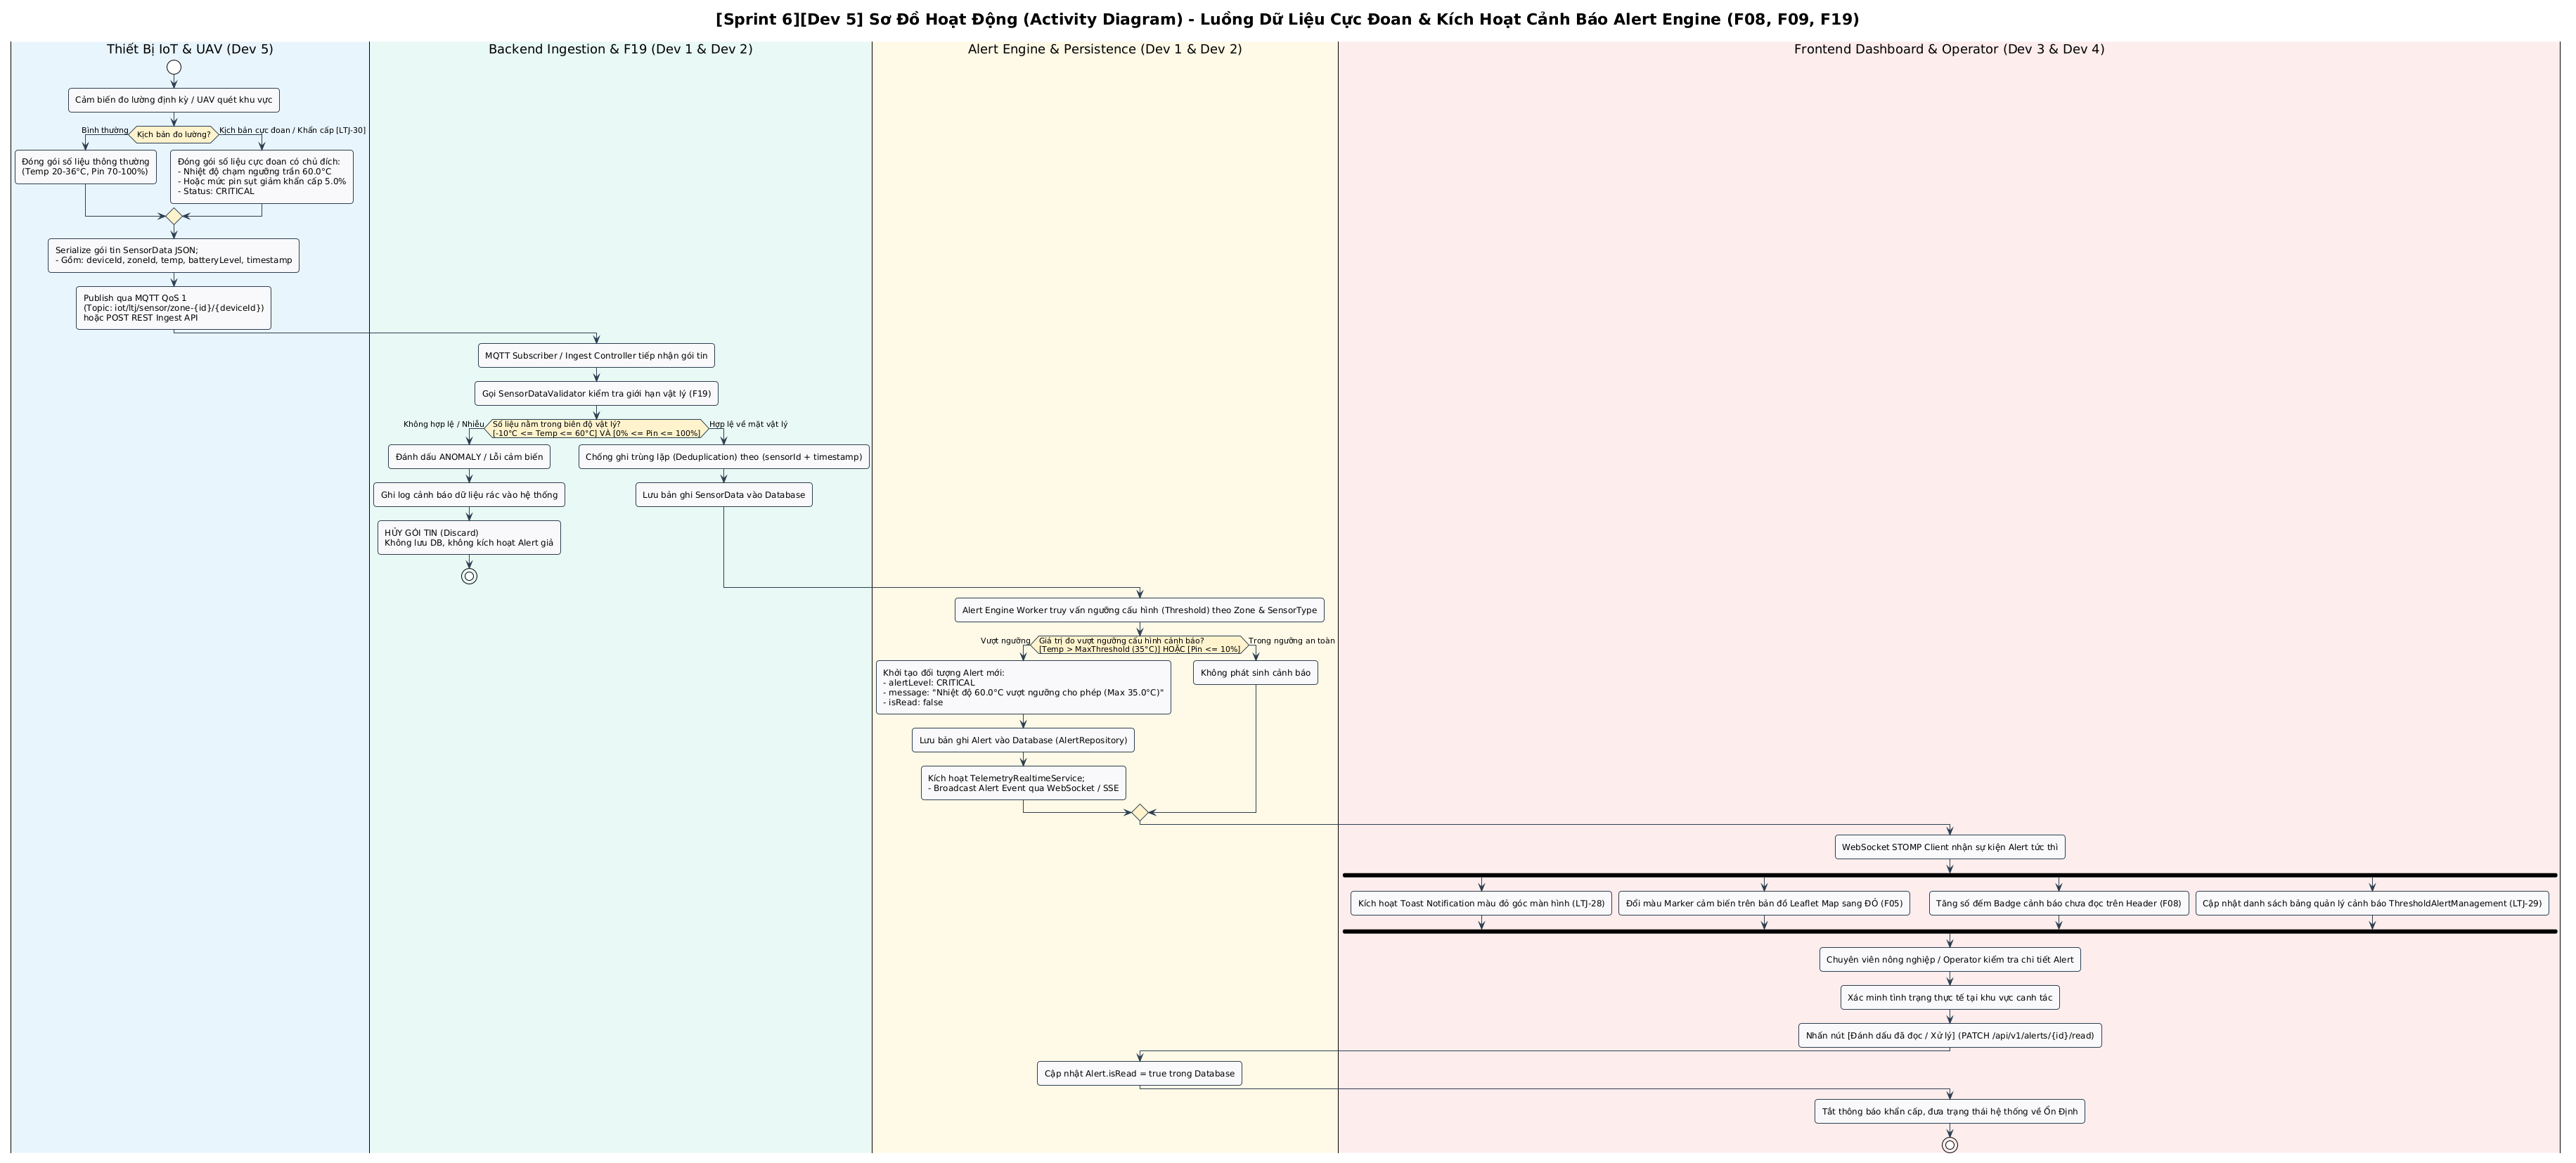 [Sprint 6][Dev 5] Sơ Đồ Hoạt Động (Activity Diagram) - Luồng Dữ Liệu Cực Đoan & Kích Hoạt Cảnh Báo Alert Engine (F08, F09, F19)
Thiết Bị IoT & UAV (Dev 5)
Backend Ingestion & F19 (Dev 1 & Dev 2)
Alert Engine & Persistence (Dev 1 & Dev 2)
Frontend Dashboard & Operator (Dev 3 & Dev 4)
Cảm biến đo lường định kỳ / UAV quét khu vực
Bình thường
Kịch bản đo lường?
Kịch bản cực đoan / Khẩn cấp [LTJ-30]
Đóng gói số liệu thông thường
(Temp 20-36°C, Pin 70-100%)
Đóng gói số liệu cực đoan có chủ đích:
- Nhiệt độ chạm ngưỡng trần 60.0°C
- Hoặc mức pin sụt giảm khẩn cấp 5.0%
- Status: CRITICAL
Serialize gói tin SensorData JSON;
- Gồm: deviceId, zoneId, temp, batteryLevel, timestamp
Publish qua MQTT QoS 1
(Topic: iot/ltj/sensor/zone-{id}/{deviceId})
hoặc POST REST Ingest API
MQTT Subscriber / Ingest Controller tiếp nhận gói tin
Gọi SensorDataValidator kiểm tra giới hạn vật lý (F19)
Không hợp lệ / Nhiễu
Số liệu nằm trong biên độ vật lý?
[-10°C <= Temp <= 60°C] VÀ [0% <= Pin <= 100%]
Hợp lệ về mặt vật lý
Đánh dấu ANOMALY / Lỗi cảm biến
Ghi log cảnh báo dữ liệu rác vào hệ thống
HỦY GÓI TIN (Discard)
Không lưu DB, không kích hoạt Alert giả
Chống ghi trùng lặp (Deduplication) theo (sensorId + timestamp)
Lưu bản ghi SensorData vào Database
Alert Engine Worker truy vấn ngưỡng cấu hình (Threshold) theo Zone & SensorType
Vượt ngưỡng
Giá trị đo vượt ngưỡng cấu hình cảnh báo?
[Temp > MaxThreshold (35°C)] HOẶC [Pin <= 10%]
Trong ngưỡng an toàn
Khởi tạo đối tượng Alert mới:
- alertLevel: CRITICAL
- message: "Nhiệt độ 60.0°C vượt ngưỡng cho phép (Max 35.0°C)"
- isRead: false
Không phát sinh cảnh báo
Lưu bản ghi Alert vào Database (AlertRepository)
Kích hoạt TelemetryRealtimeService;
- Broadcast Alert Event qua WebSocket / SSE
WebSocket STOMP Client nhận sự kiện Alert tức thì
Kích hoạt Toast Notification màu đỏ góc màn hình (LTJ-28)
Đổi màu Marker cảm biến trên bản đồ Leaflet Map sang ĐỎ (F05)
Tăng số đếm Badge cảnh báo chưa đọc trên Header (F08)
Cập nhật danh sách bảng quản lý cảnh báo ThresholdAlertManagement (LTJ-29)
Chuyên viên nông nghiệp / Operator kiểm tra chi tiết Alert
Xác minh tình trạng thực tế tại khu vực canh tác
Nhấn nút [Đánh dấu đã đọc / Xử lý] (PATCH /api/v1/alerts/{id}/read)
Cập nhật Alert.isRead = true trong Database
Tắt thông báo khẩn cấp, đưa trạng thái hệ thống về Ổn Định